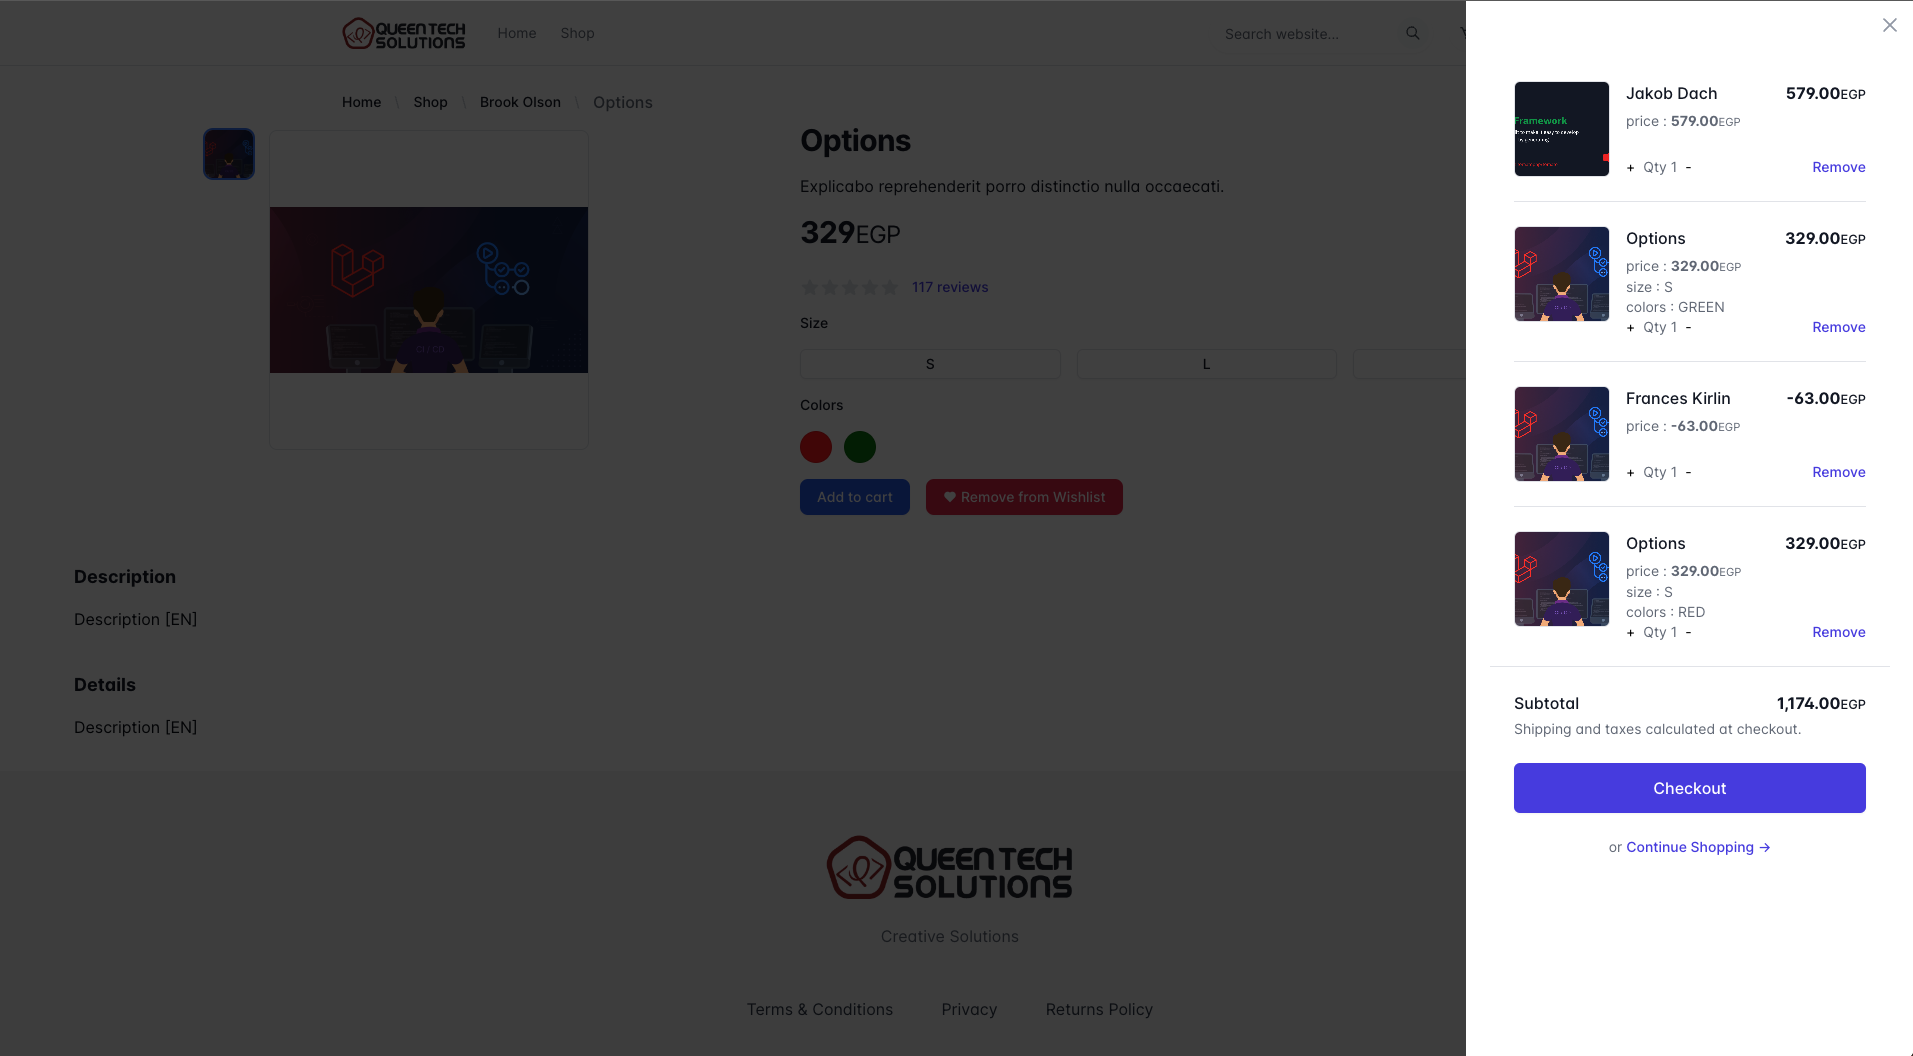 QUEEN TECH
SOLUTIONS
Home
Shop
Search website...
Home \ Shop \ Brook Olson \ Options
Options
Explicabo reprehenderit porro distinctio nulla occaecati.
329EGP
117 reviews
Size
S
L
Colors
Add to cart
Remove from Wishlist
CI & CD
Description
Description [EN]
Details
Description [EN]
QUEEN TECH
SOLUTIONS
Creative Solutions
Terms & Conditions
Privacy
Returns Policy
Framework
Jakob Dach
579.00EGP
price : 579.00EGP
+ Qty 1 -
Remove
Options
329.00EGP
price : 329.00EGP
size : S
colors : GREEN
+ Qty 1 -
Remove
Frances Kirlin
-63.00EGP
price : -63.00EGP
+ Qty 1 -
Remove
Options
329.00EGP
price : 329.00EGP
size : S
colors : RED
+ Qty 1 -
Remove
Subtotal
1,174.00EGP
Shipping and taxes calculated at checkout.
Checkout
or Continue Shopping →